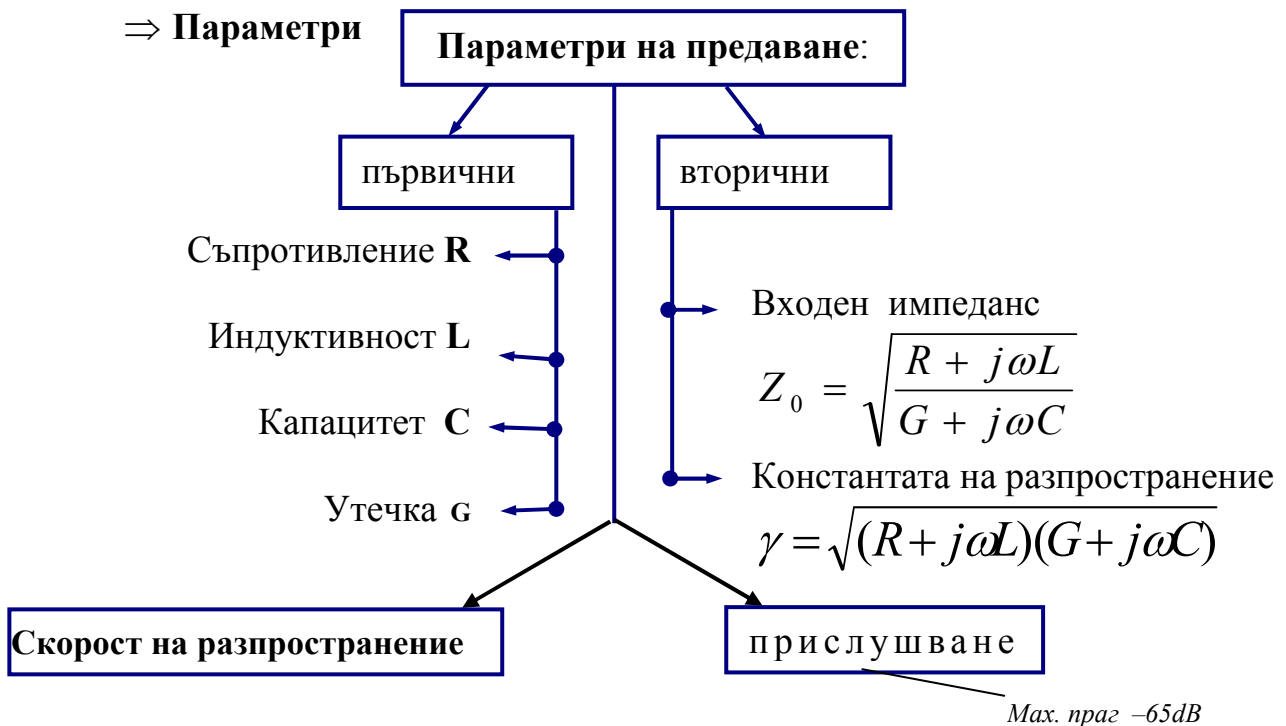 ⇒ Параметри
Параметри на предаване:
първични
вторични
Съпротивление R
Индуктивност L
Капацитет C
Утечка G
Входен импеданс
Z₀ = √((R + jωL)/(G + jωC))
Константата на разпространение
γ = √((R + jωL)(G + jωC))
Скорост на разпространение
прислушване
Max. праг –65dB